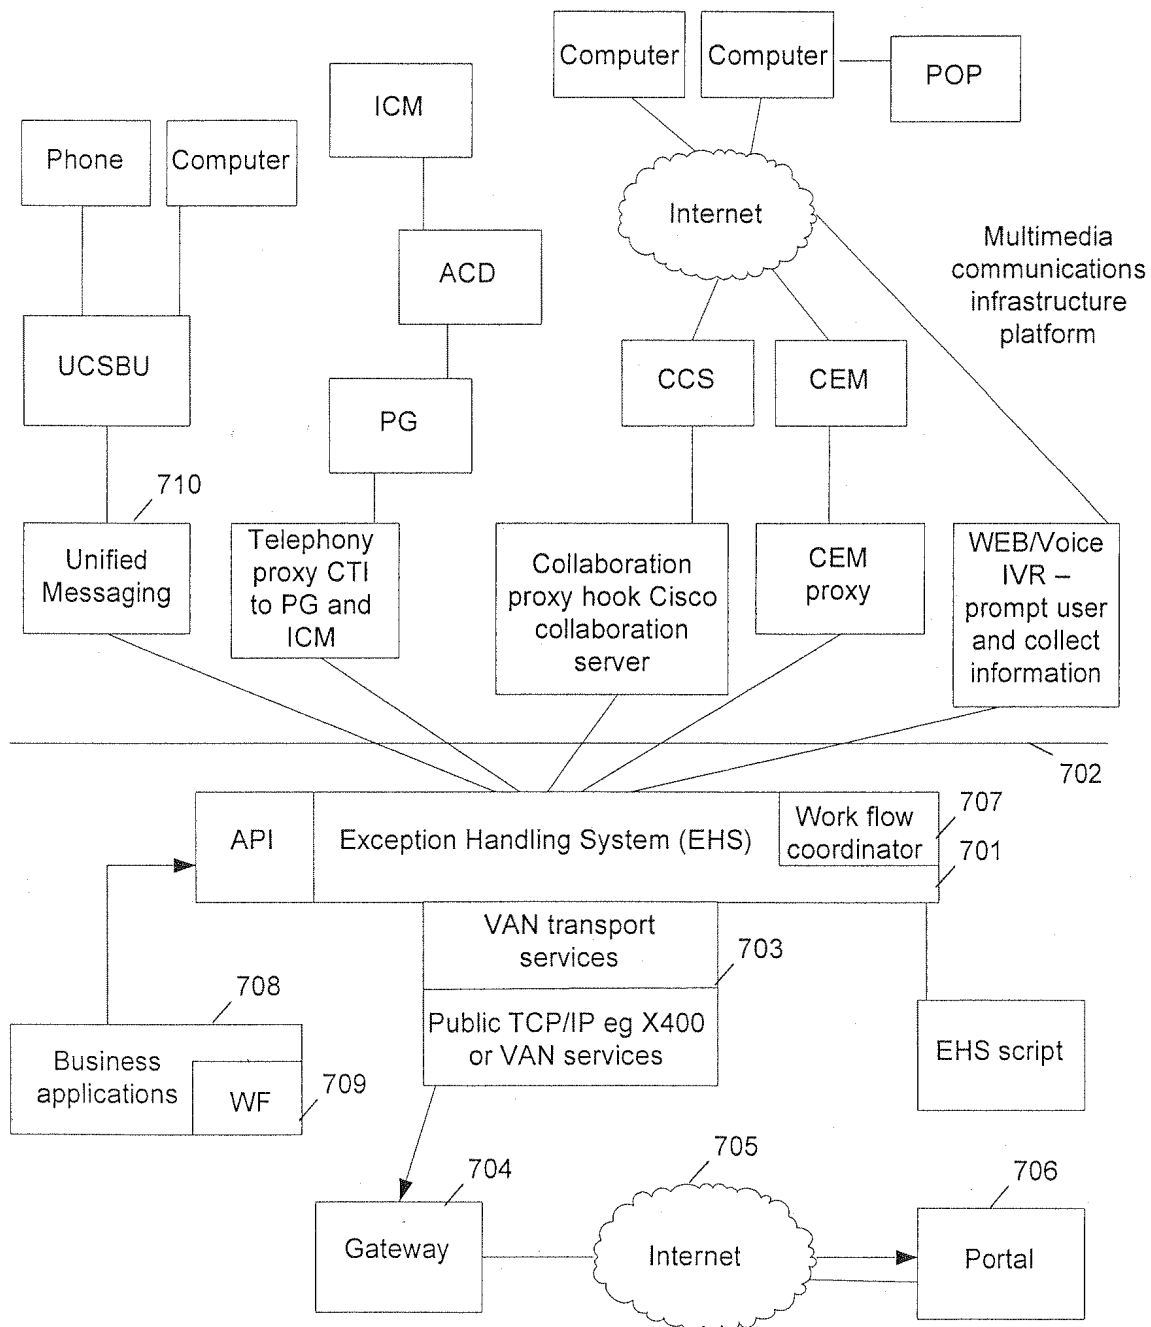 Computer
Computer
POP
ICM
Phone
Computer
Internet
ACD
Multimedia
communications
infrastructure
platform
UCSBU
CCS
CEM
PG
710
Unified
Messaging
Telephony
proxy CTI
to PG and
ICM
Collaboration
proxy hook Cisco
collaboration
server
CEM
proxy
WEB/Voice
IVR –
prompt user
and collect
information
702
API
Exception Handling System (EHS)
Work flow
coordinator
707
701
VAN transport
services
703
Public TCP/IP eg X400
or VAN services
708
Business
applications
WF
709
EHS script
704
Gateway
705
Internet
706
Portal